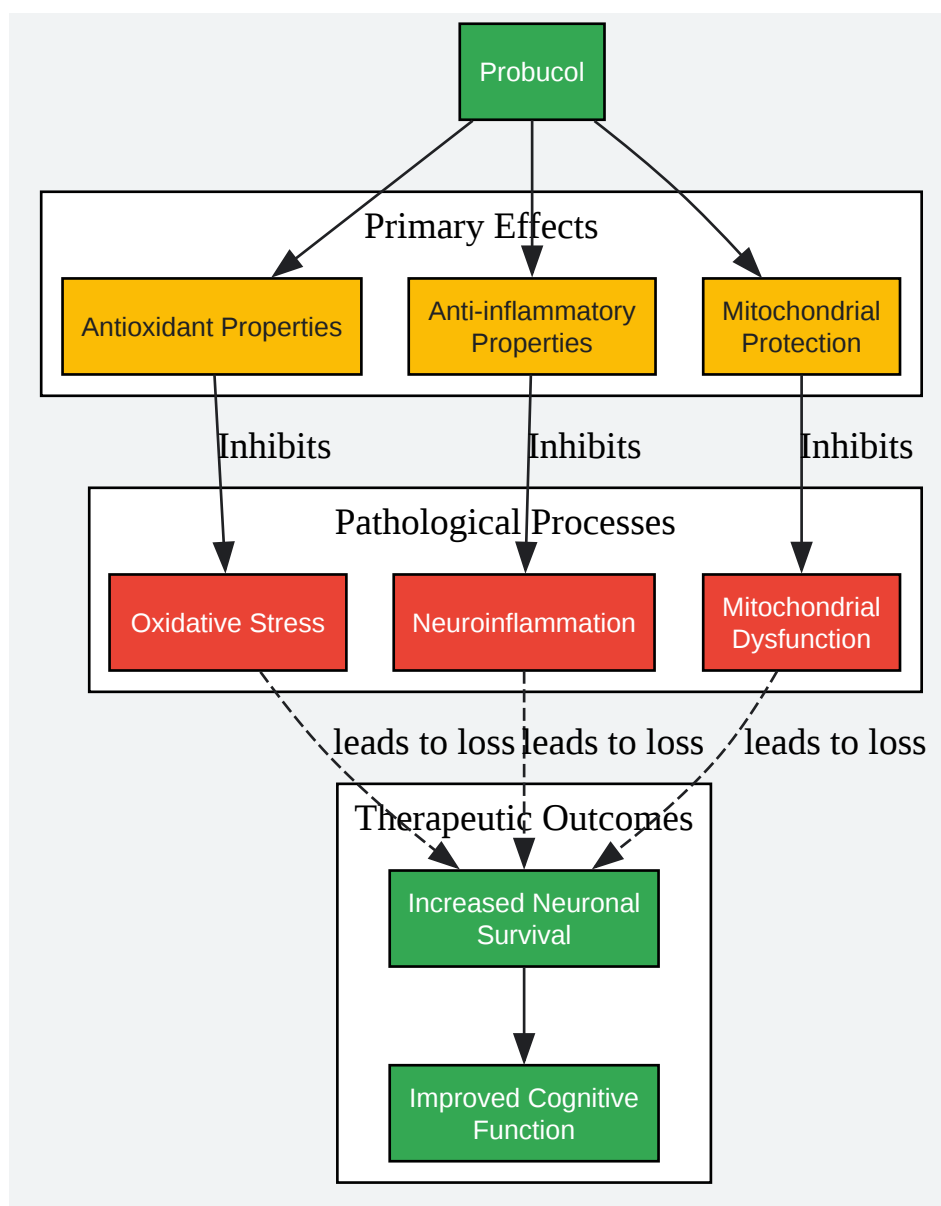 Probucol
Primary Effects
Antioxidant Properties
Anti-inflammatory
Properties
Mitochondrial
Protection
Inhibits
Inhibits
Inhibits
Pathological Processes
Oxidative Stress
Neuroinflammation
Mitochondrial
Dysfunction
leads to loss
leads to loss
leads to loss
Therapeutic Outcomes
Increased Neuronal
Survival
Improved Cognitive
Function